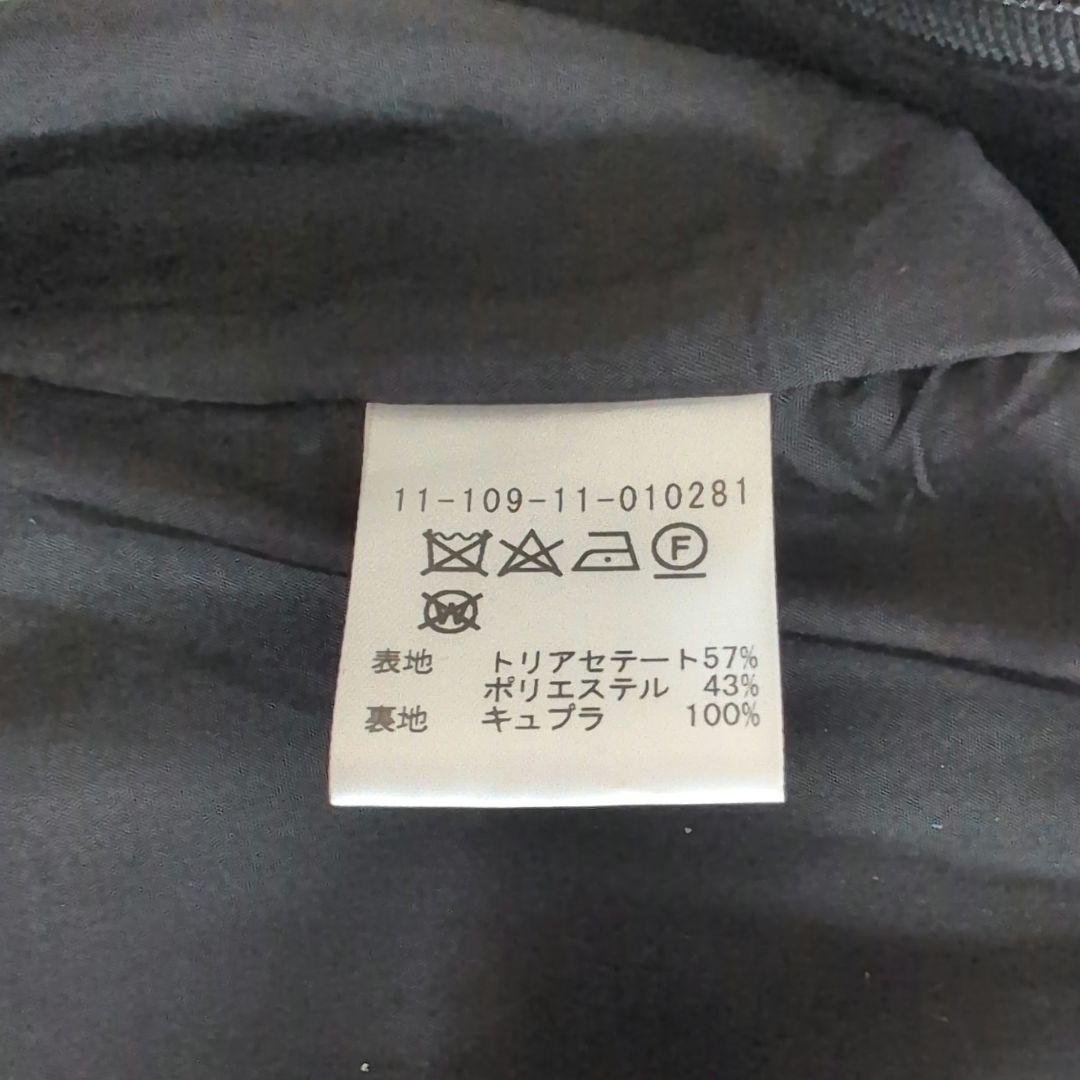 11-109-11-010281
F
W
表地 トリアセテート57%
ポリエステル 43%
裏地 キュプラ 100%